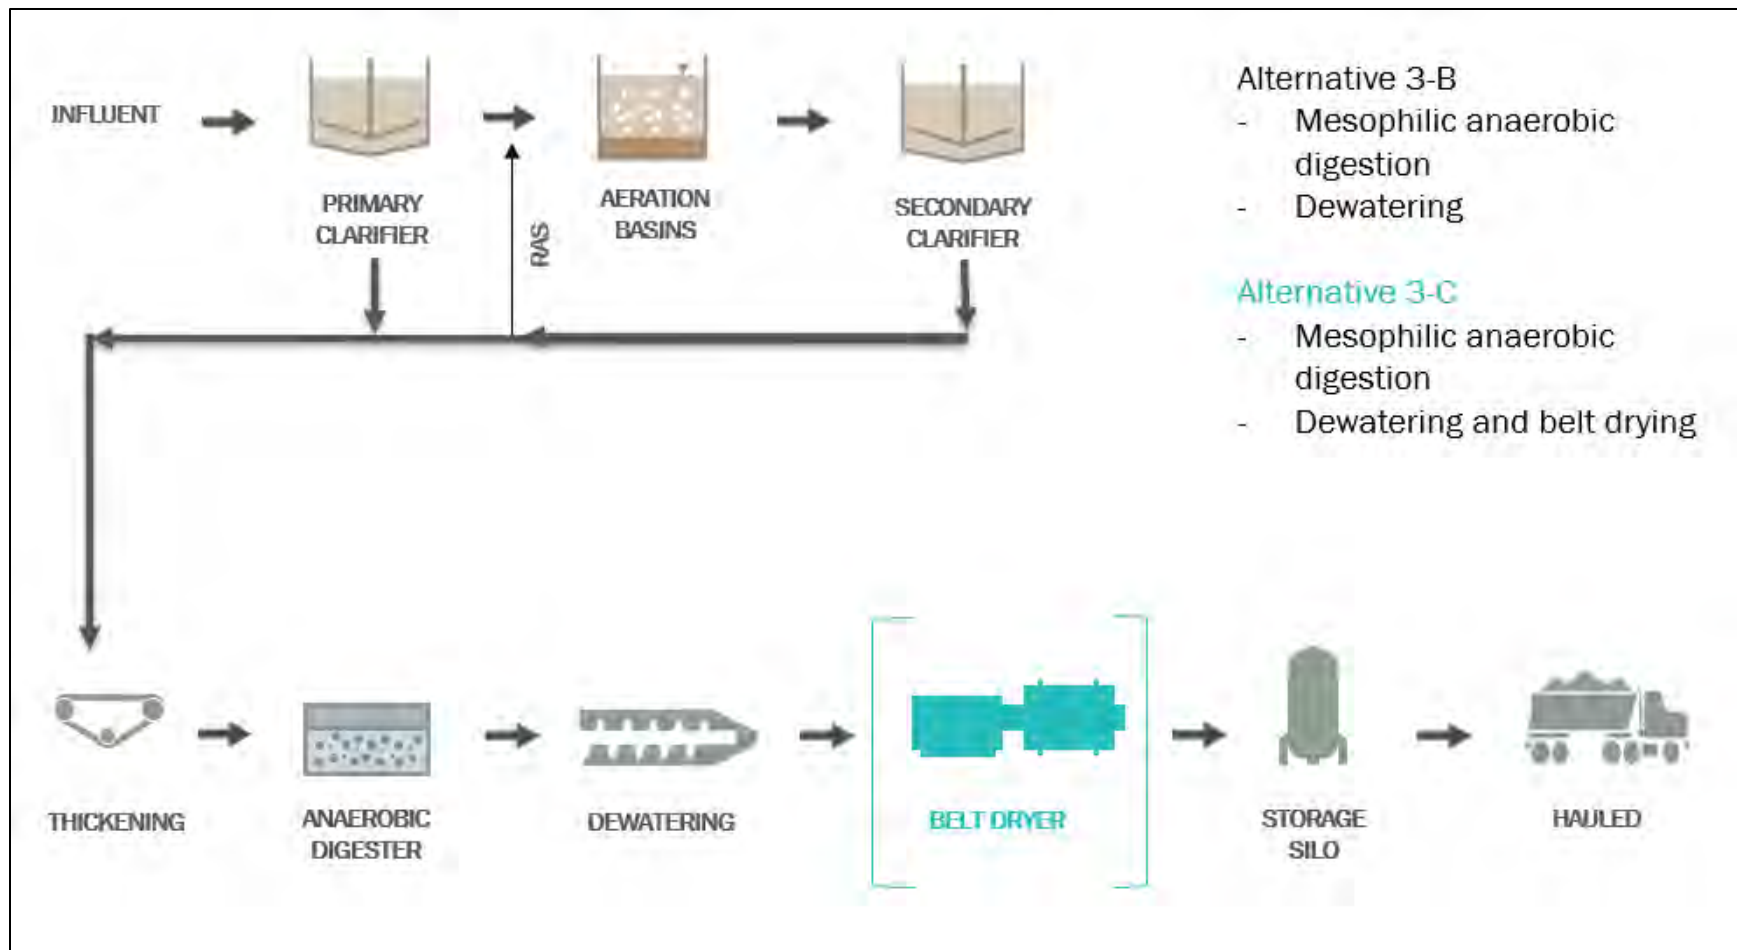 INFLUENT
PRIMARY
CLARIFIER
RAS
AERATION
BASINS
SECONDARY
CLARIFIER
Alternative 3-B
- Mesophilic anaerobic
digestion
- Dewatering
Alternative 3-C
- Mesophilic anaerobic
digestion
- Dewatering and belt drying
THICKENING
ANAEROBIC
DIGESTER
DEWATERING
BELT DRYER
STORAGE
SILO
HAULED